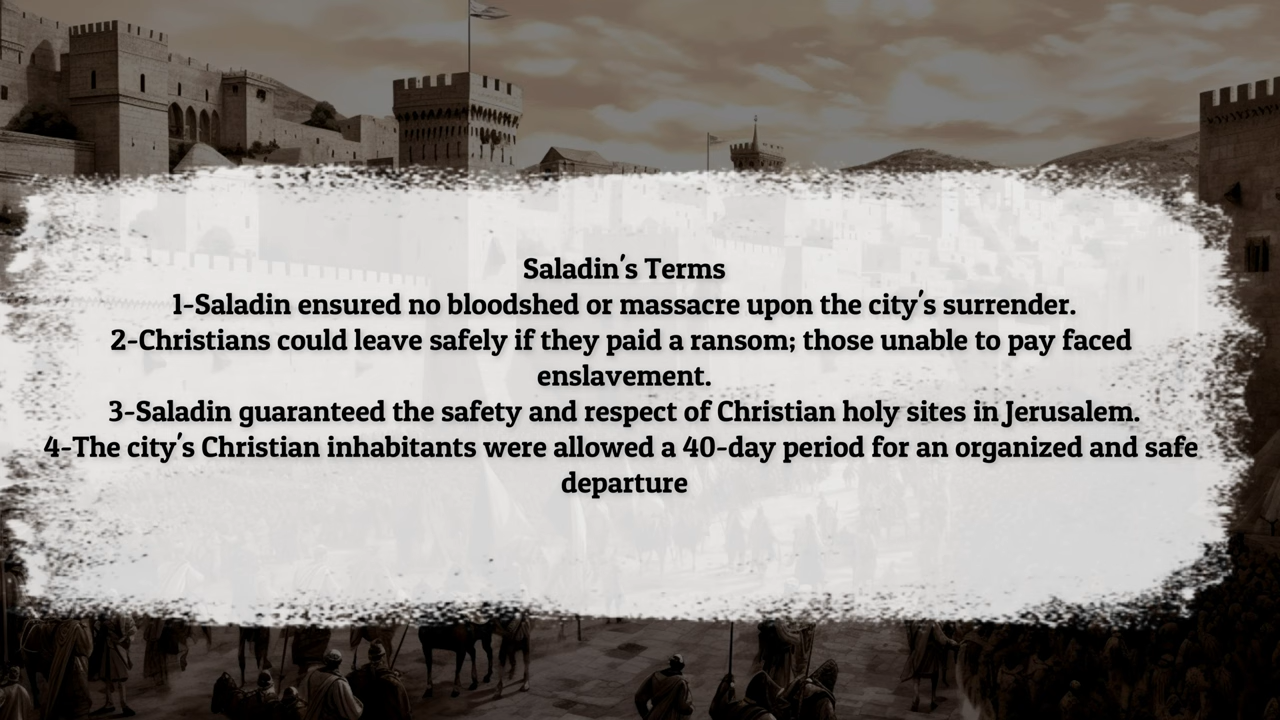 Saladin's Terms
1-Saladin ensured no bloodshed or massacre upon the city's surrender.
2-Christians could leave safely if they paid a ransom; those unable to pay faced
enslavement.
3-Saladin guaranteed the safety and respect of Christian holy sites in Jerusalem.
4-The city's Christian inhabitants were allowed a 40-day period for an organized and safe
departure